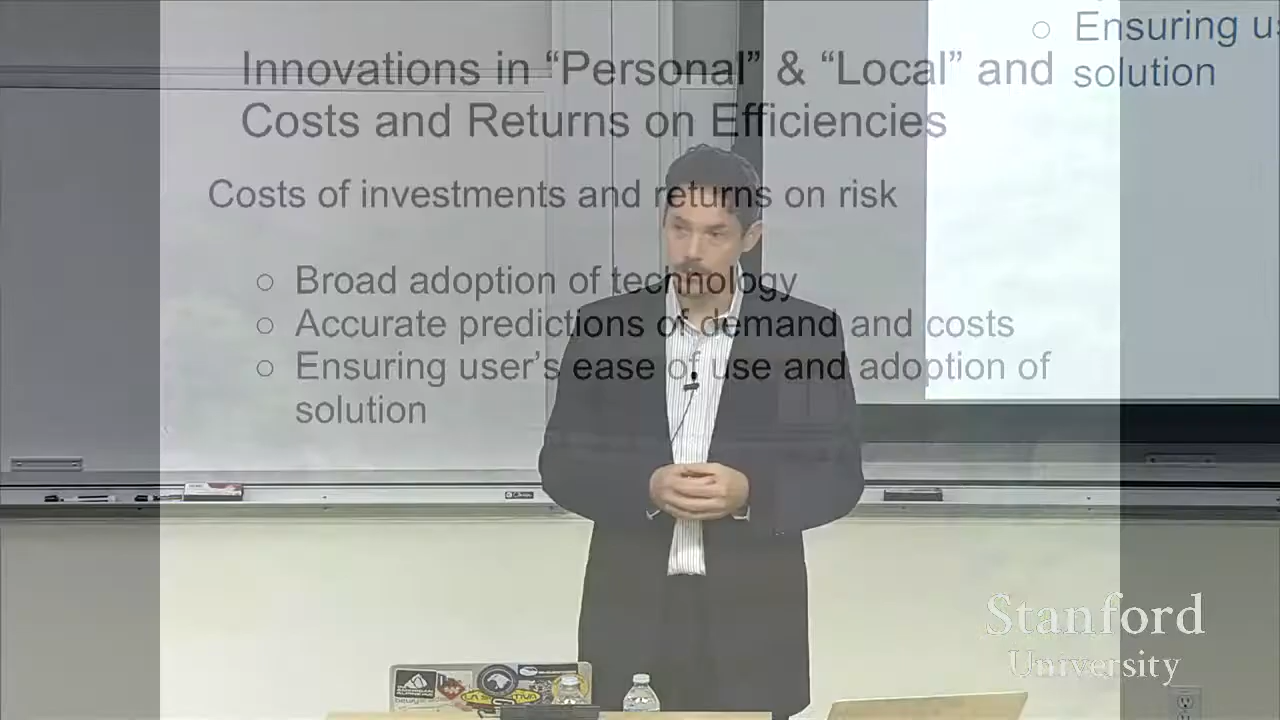 Innovations in “Personal” & “Local” and
Costs and Returns on Efficiencies
Costs of investments and returns on risk
○ Broad adoption of technology
○ Accurate predictions of demand and costs
○ Ensuring user’s ease of use and adoption of
solution
○ Ensuring us
solution
Stanford
University